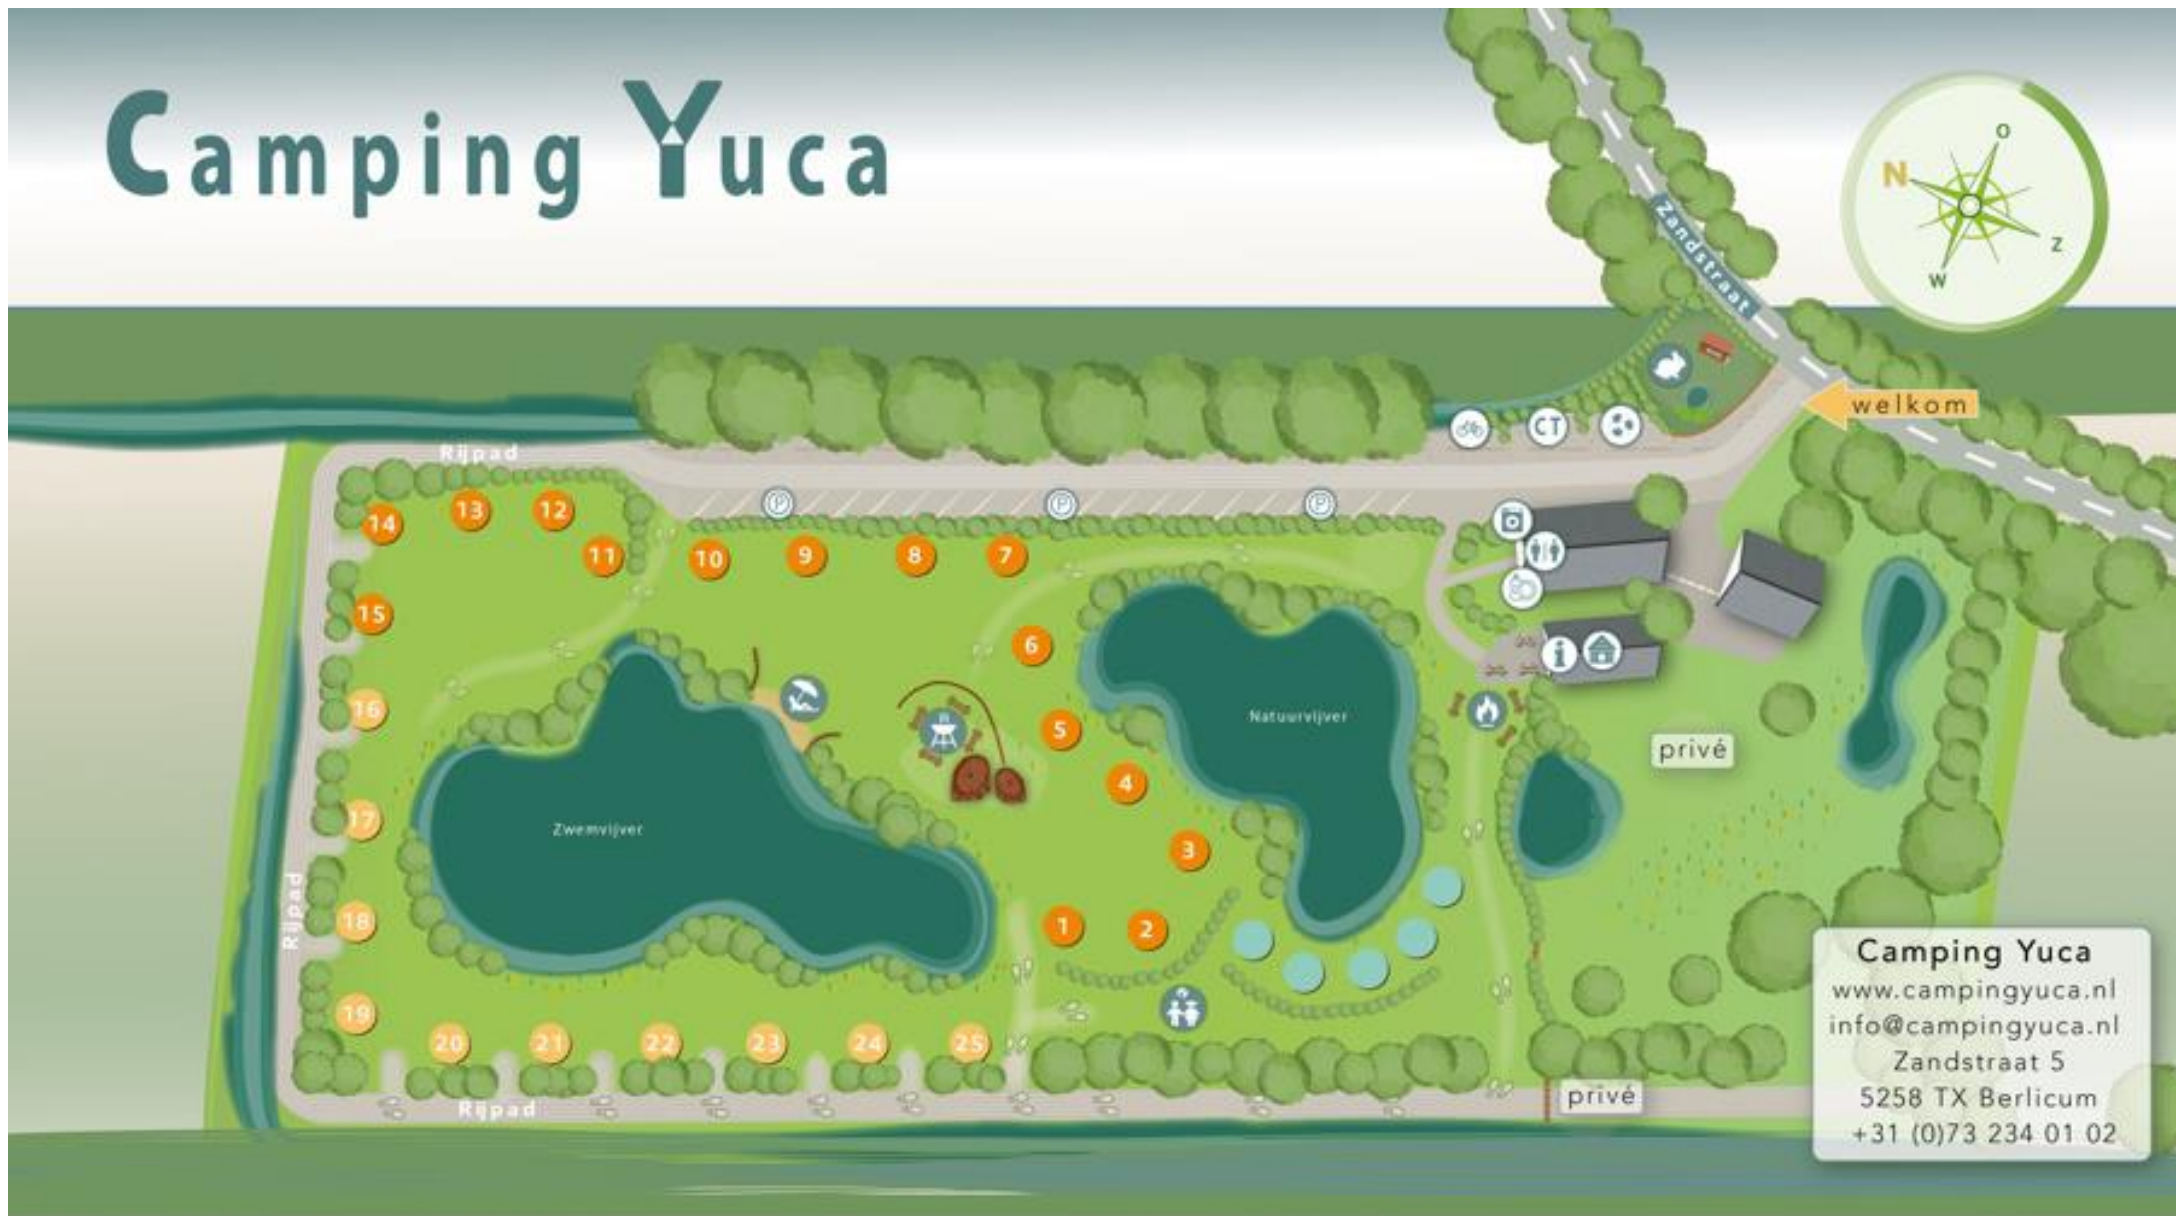 Camping Yuca
O
N
Z
W
Zandstraat
welkom
CT
Rijpad
P
P
P
14
13
12
11
10
9
8
7
15
6
16
5
Natuurvijver
privé
4
17
Zwemvijver
3
Rijpad
18
1
2
19
20
21
22
23
24
25
Rijpad
privé
i
Camping Yuca
www.campingyuca.nl
info@campingyuca.nl
Zandstraat 5
5258 TX Berlicum
+31 (0)73 234 01 02